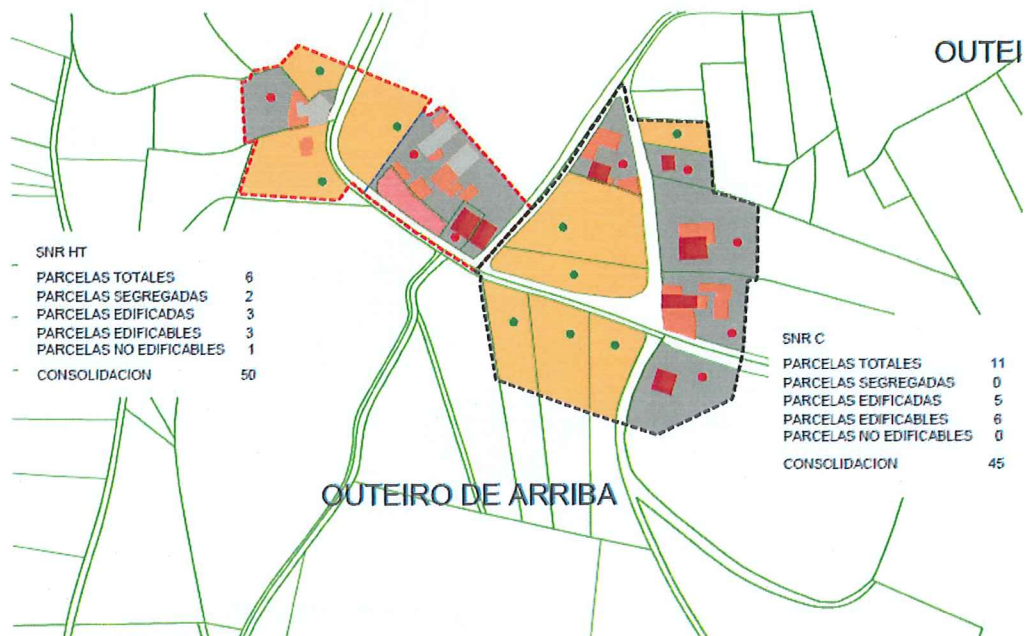 OUTEI
SNR HT
PARCELAS TOTALES 6
PARCELAS SEGREGADAS 2
PARCELAS EDIFICADAS 3
PARCELAS EDIFICABLES 3
PARCELAS NO EDIFICABLES 1
CONSOLIDACION 50
SNR C
PARCELAS TOTALES 11
PARCELAS SEGREGADAS 0
PARCELAS EDIFICADAS 5
PARCELAS EDIFICABLES 6
PARCELAS NO EDIFICABLES 0
CONSOLIDACION 45
OUTEIRO DE ARRIBA